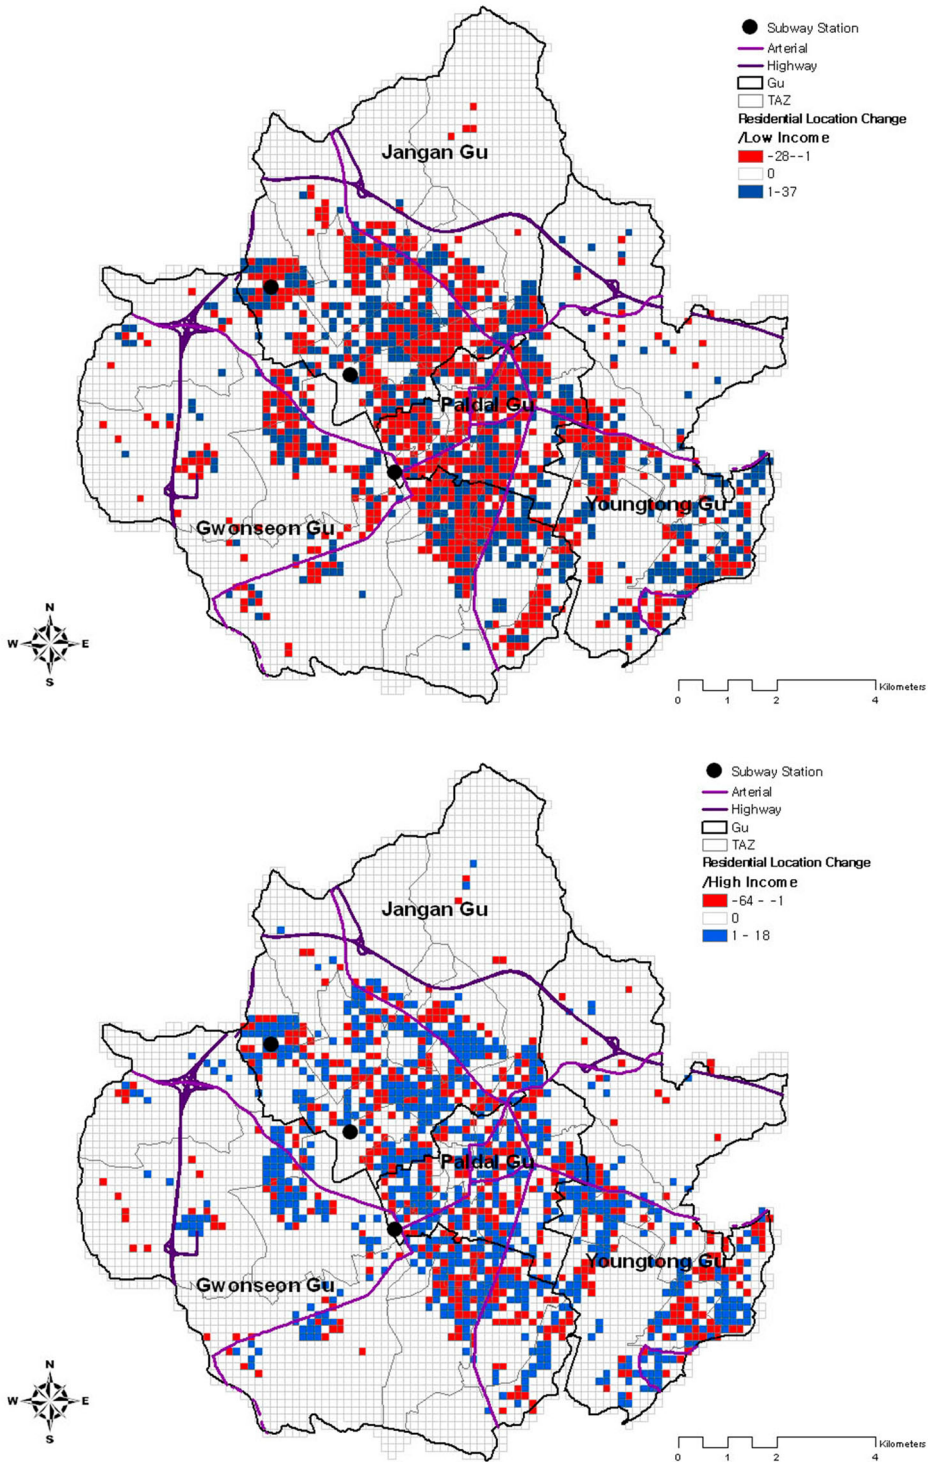 Subway Station
Arterial
Highway
Gu
TAZ
Residential Location Change
/Low Income
-28--1
0
1-37
Jangan Gu
Paldal Gu
Youngtong Gu
Gwonseon Gu
N
W E
S
Kilometers
0 1 2 4
Subway Station
Arterial
Highway
Gu
TAZ
Residential Location Change
/High Income
-64 - -1
0
1 - 18
Jangan Gu
Paldal Gu
Youngtong Gu
Gwonseon Gu
N
W E
S
Kilometers
0 1 2 4